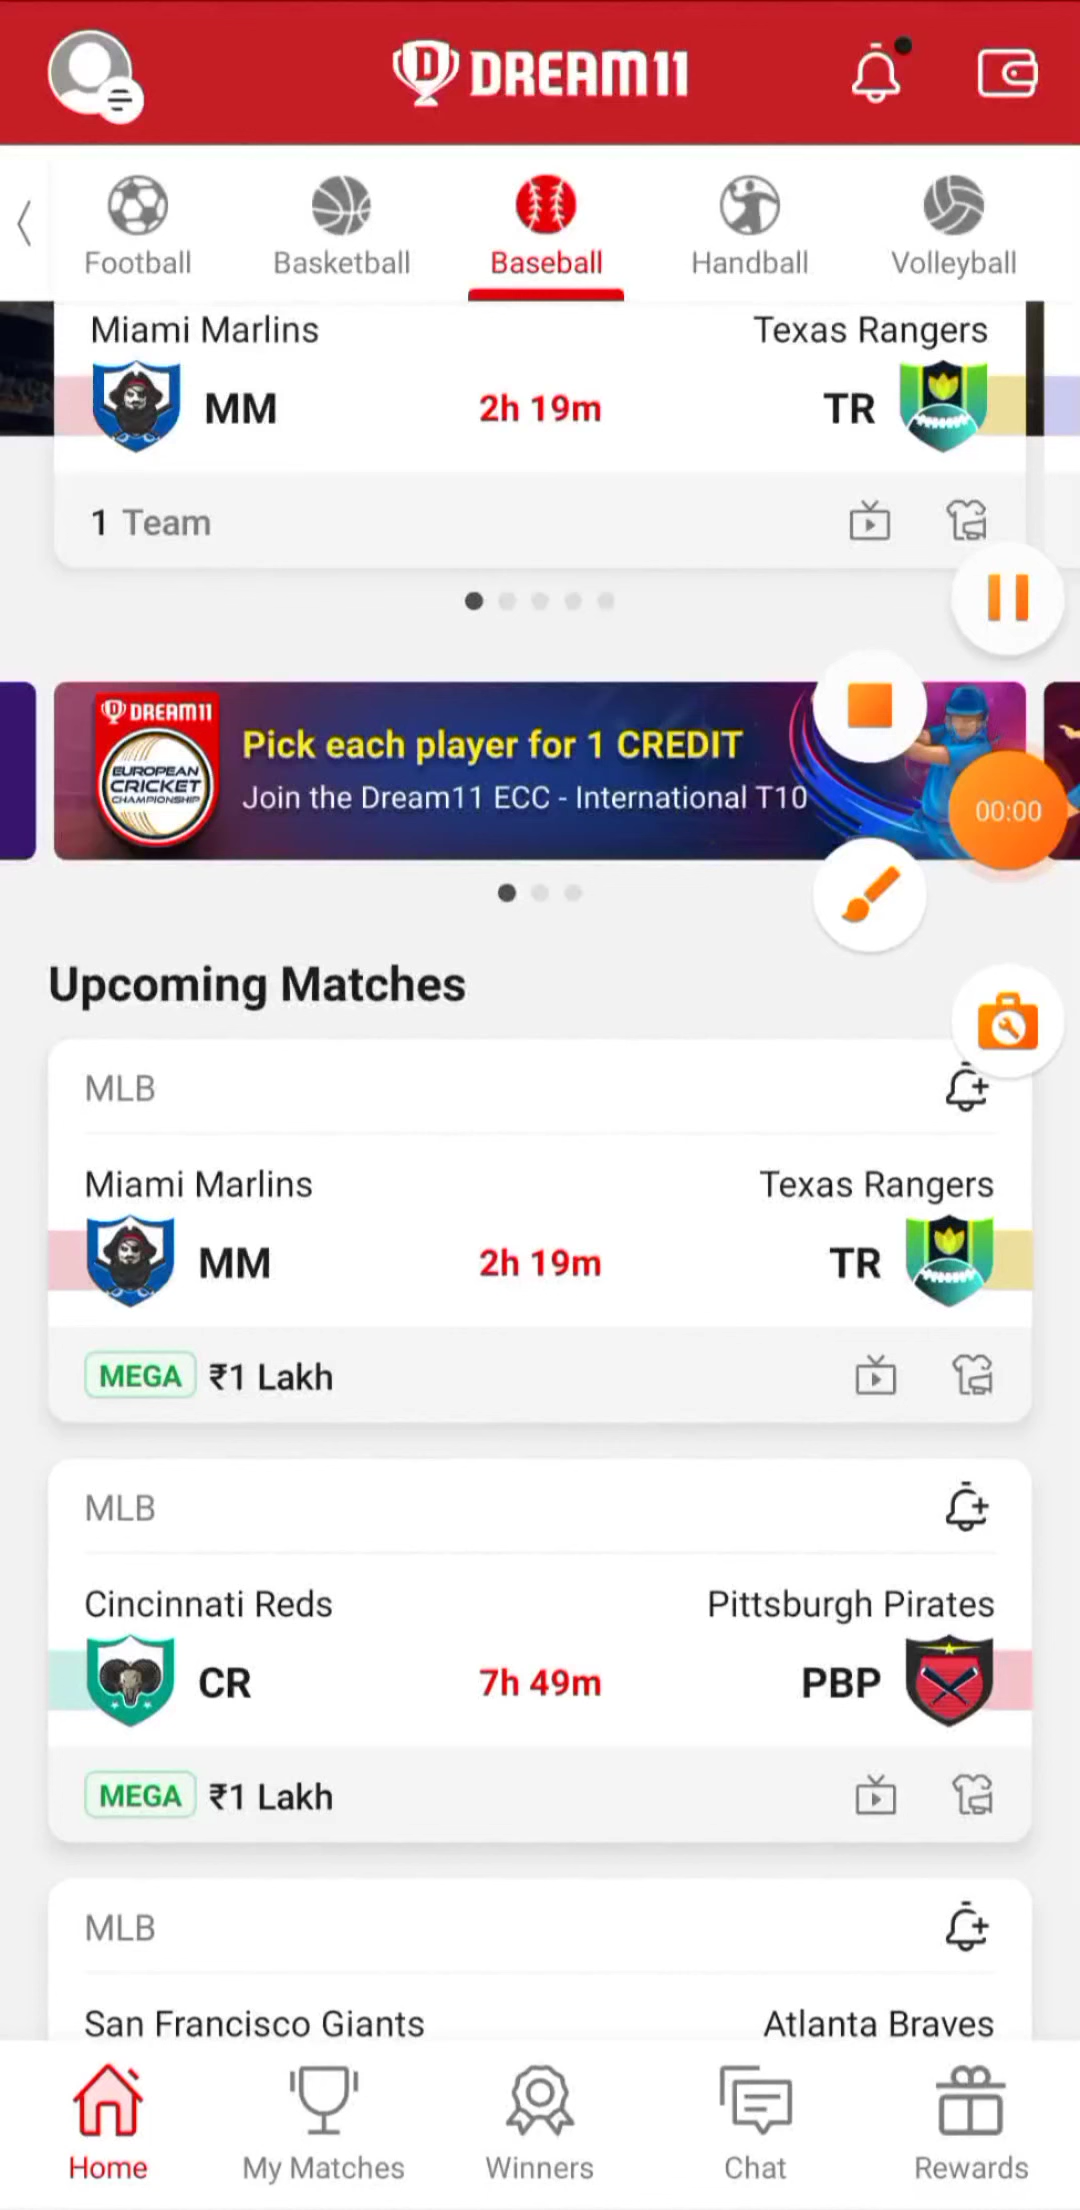 DREAM11
Football Basketball Baseball Handball Volleyball
Miami Marlins Texas Rangers
MM 2h 19m TR
1 Team
DREAM11
EUROPEAN
CRICKET
CHAMPIONSHIP
Pick each player for 1 CREDIT
Join the Dream11 ECC - International T10
00:00
Upcoming Matches
MLB
Miami Marlins Texas Rangers
MM 2h 19m TR
MEGA ₹1 Lakh
MLB
Cincinnati Reds Pittsburgh Pirates
CR 7h 49m PBP
MEGA ₹1 Lakh
MLB
San Francisco Giants Atlanta Braves
Home My Matches Winners Chat Rewards